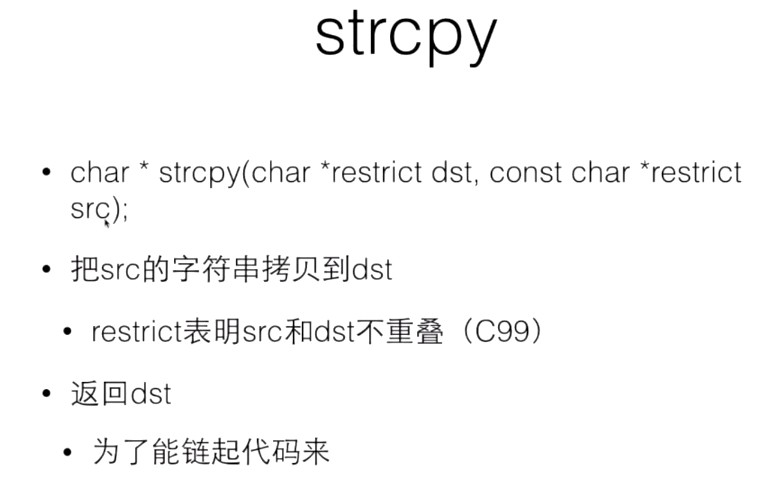 strcpy
• char * strcpy(char *restrict dst, const char *restrict
src);
• 把src的字符串拷贝到dst
• restrict表明src和dst不重叠（C99）
• 返回dst
• 为了能链起代码来